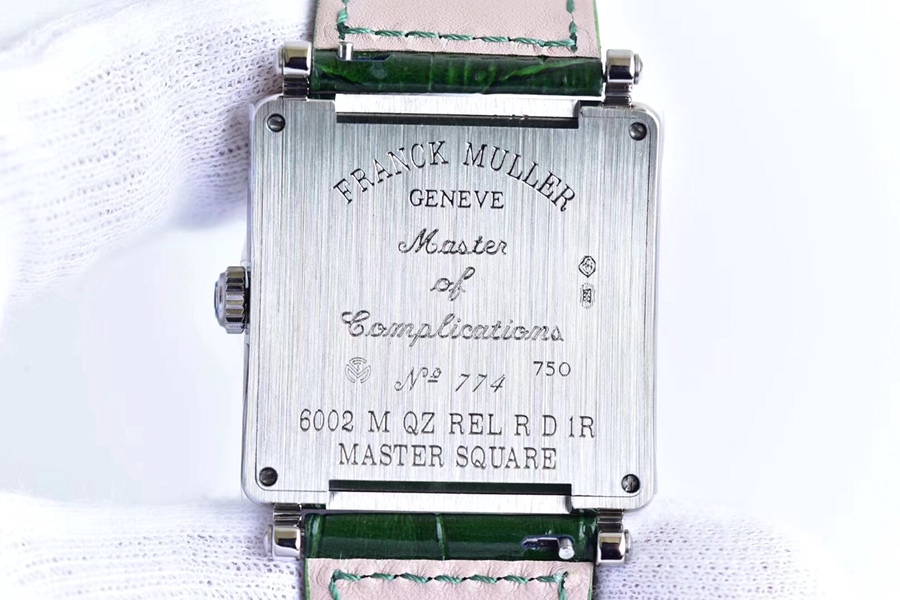 FRANCK MULLER
GENEVE
Master
of
Complications
750
Nº 774
6002 M QZ REL R D 1R
MASTER SQUARE